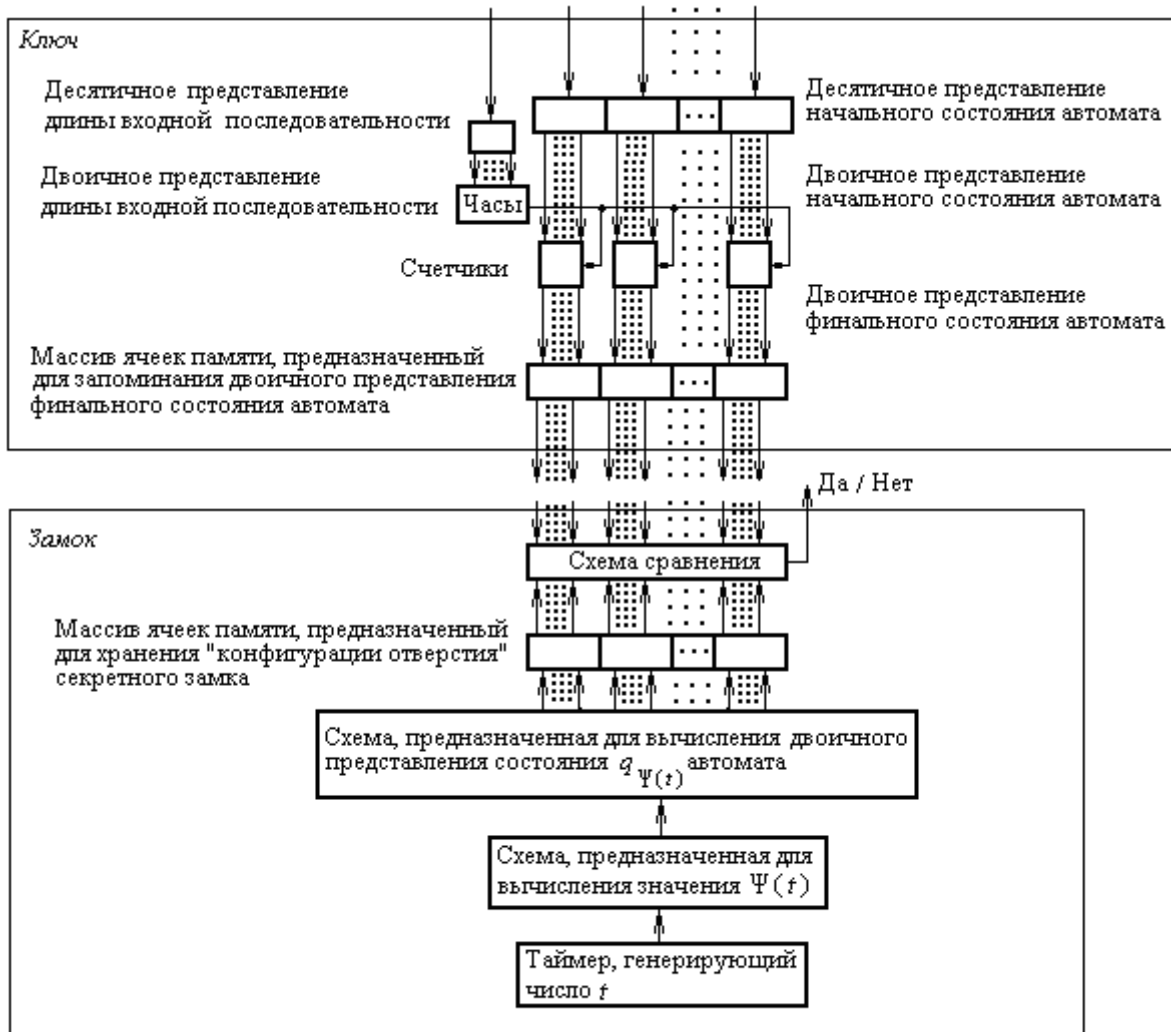 Ключ
Десятичное представление
длины входной последовательности
Десятичное представление
начального состояния автомата
Двоичное представление
длины входной последовательности
Часы
Двоичное представление
начального состояния автомата
Счетчики
Двоичное представление
финального состояния автомата
Массив ячеек памяти, предназначенный
для запоминания двоичного представления
финального состояния автомата
Да / Нет
Замок
Схема сравнения
Массив ячеек памяти, предназначенный
для хранения "конфигурации отверстия"
секретного замка
Схема, предназначенная для вычисления двоичного
представления состояния q Ψ(t) автомата
Схема, предназначенная для
вычисления значения Ψ(t)
Таймер, генерирующий
число t